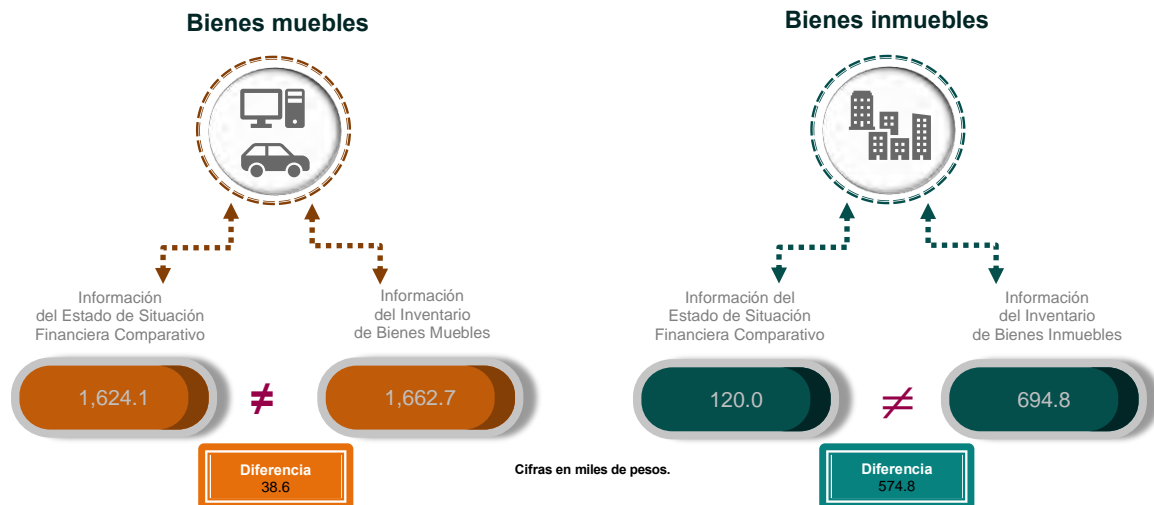 Bienes muebles
Información
del Estado de Situación
Financiera Comparativo
Información
del Inventario
de Bienes Muebles
1,624.1
≠
1,662.7
Diferencia
38.6
Cifras en miles de pesos.
Bienes inmuebles
Información del
Estado de Situación
Financiera Comparativo
Información
del Inventario
de Bienes Inmuebles
120.0
≠
694.8
Diferencia
574.8